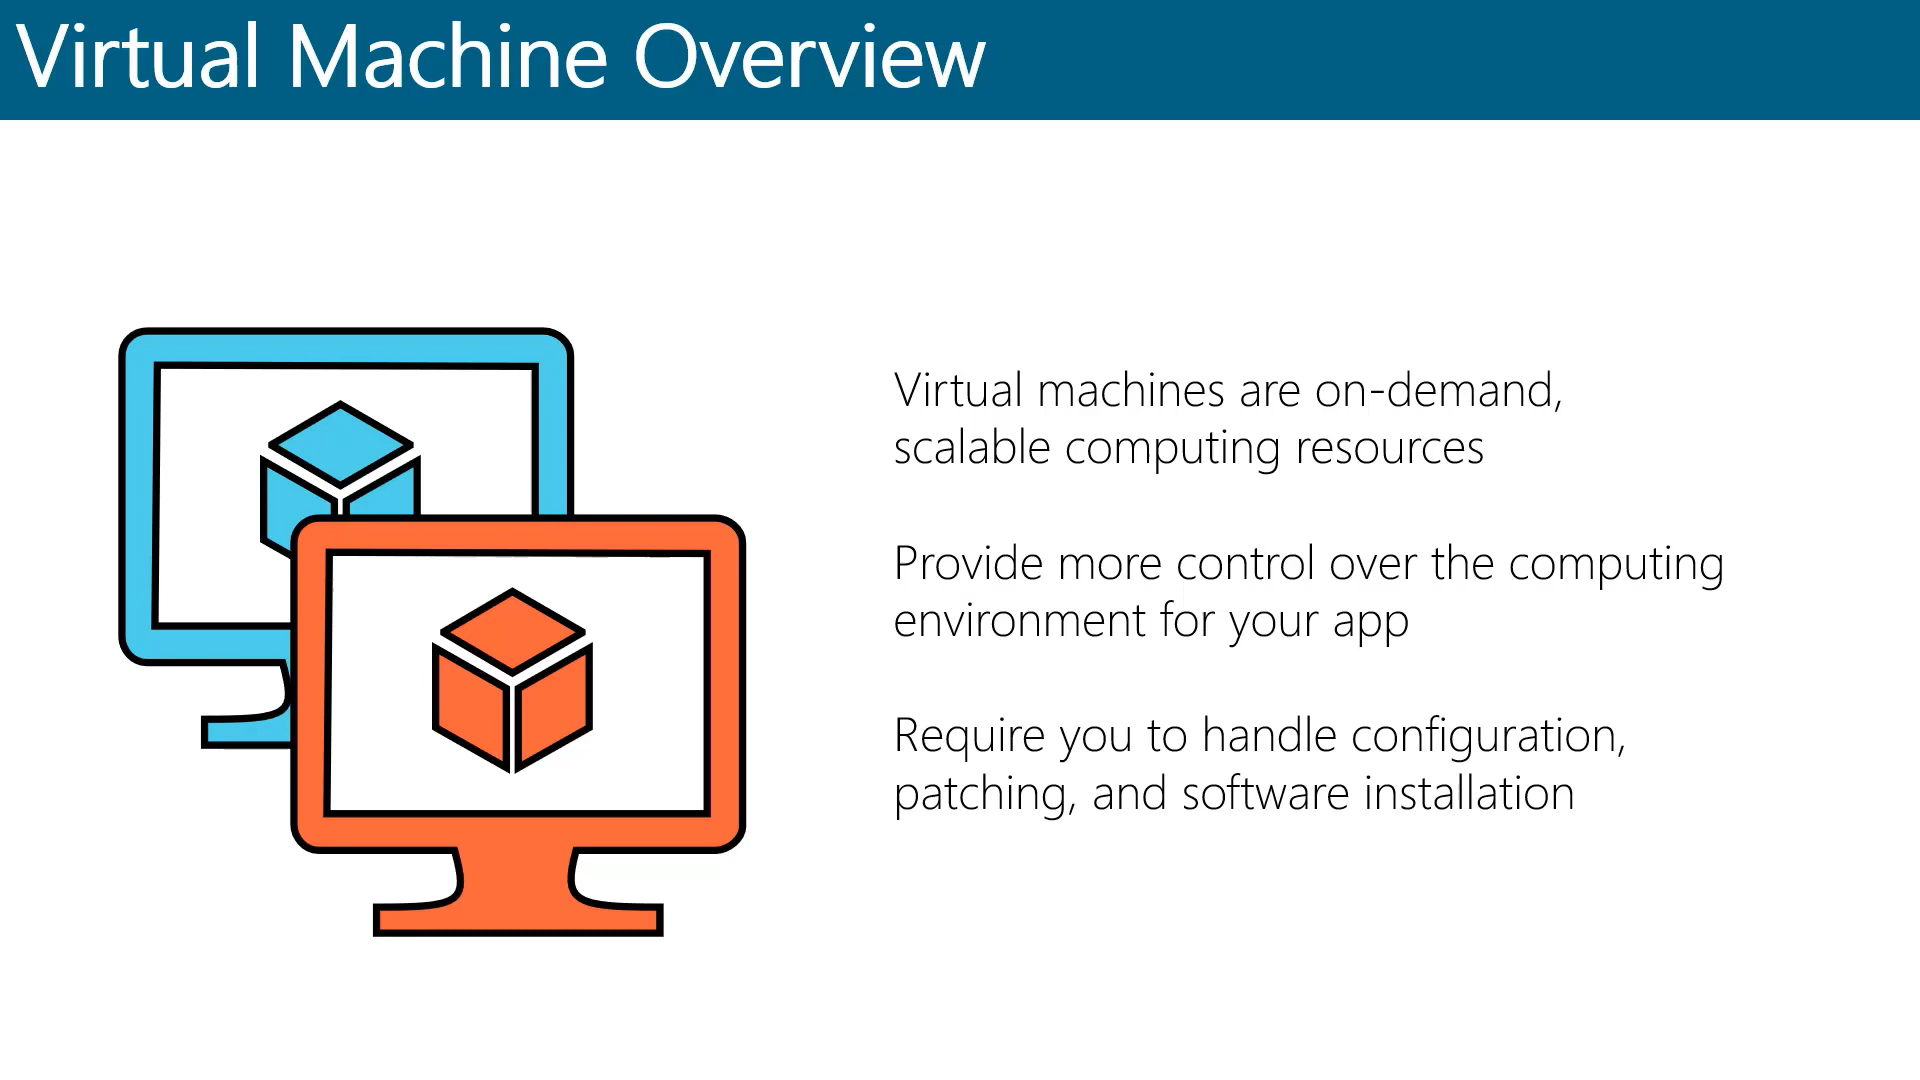 Virtual Machine Overview
Virtual machines are on-demand,
scalable computing resources
Provide more control over the computing
environment for your app
Require you to handle configuration,
patching, and software installation